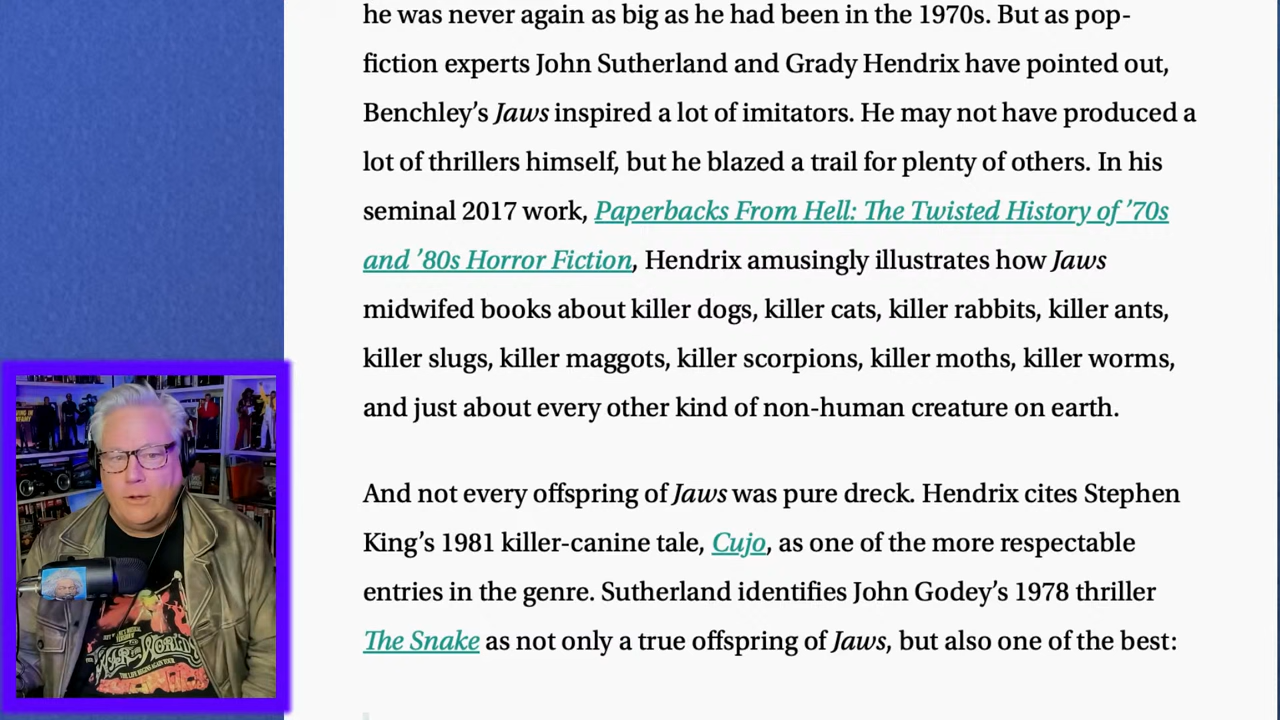 he was never again as big as he had been in the 1970s. But as pop-
fiction experts John Sutherland and Grady Hendrix have pointed out,
Benchley’s Jaws inspired a lot of imitators. He may not have produced a
lot of thrillers himself, but he blazed a trail for plenty of others. In his
seminal 2017 work, Paperbacks From Hell: The Twisted History of ’70s
and ’80s Horror Fiction, Hendrix amusingly illustrates how Jaws
midwifed books about killer dogs, killer cats, killer rabbits, killer ants,
killer slugs, killer maggots, killer scorpions, killer moths, killer worms,
and just about every other kind of non-human creature on earth.
And not every offspring of Jaws was pure dreck. Hendrix cites Stephen
King’s 1981 killer-canine tale, Cujo, as one of the more respectable
entries in the genre. Sutherland identifies John Godey’s 1978 thriller
The Snake as not only a true offspring of Jaws, but also one of the best: